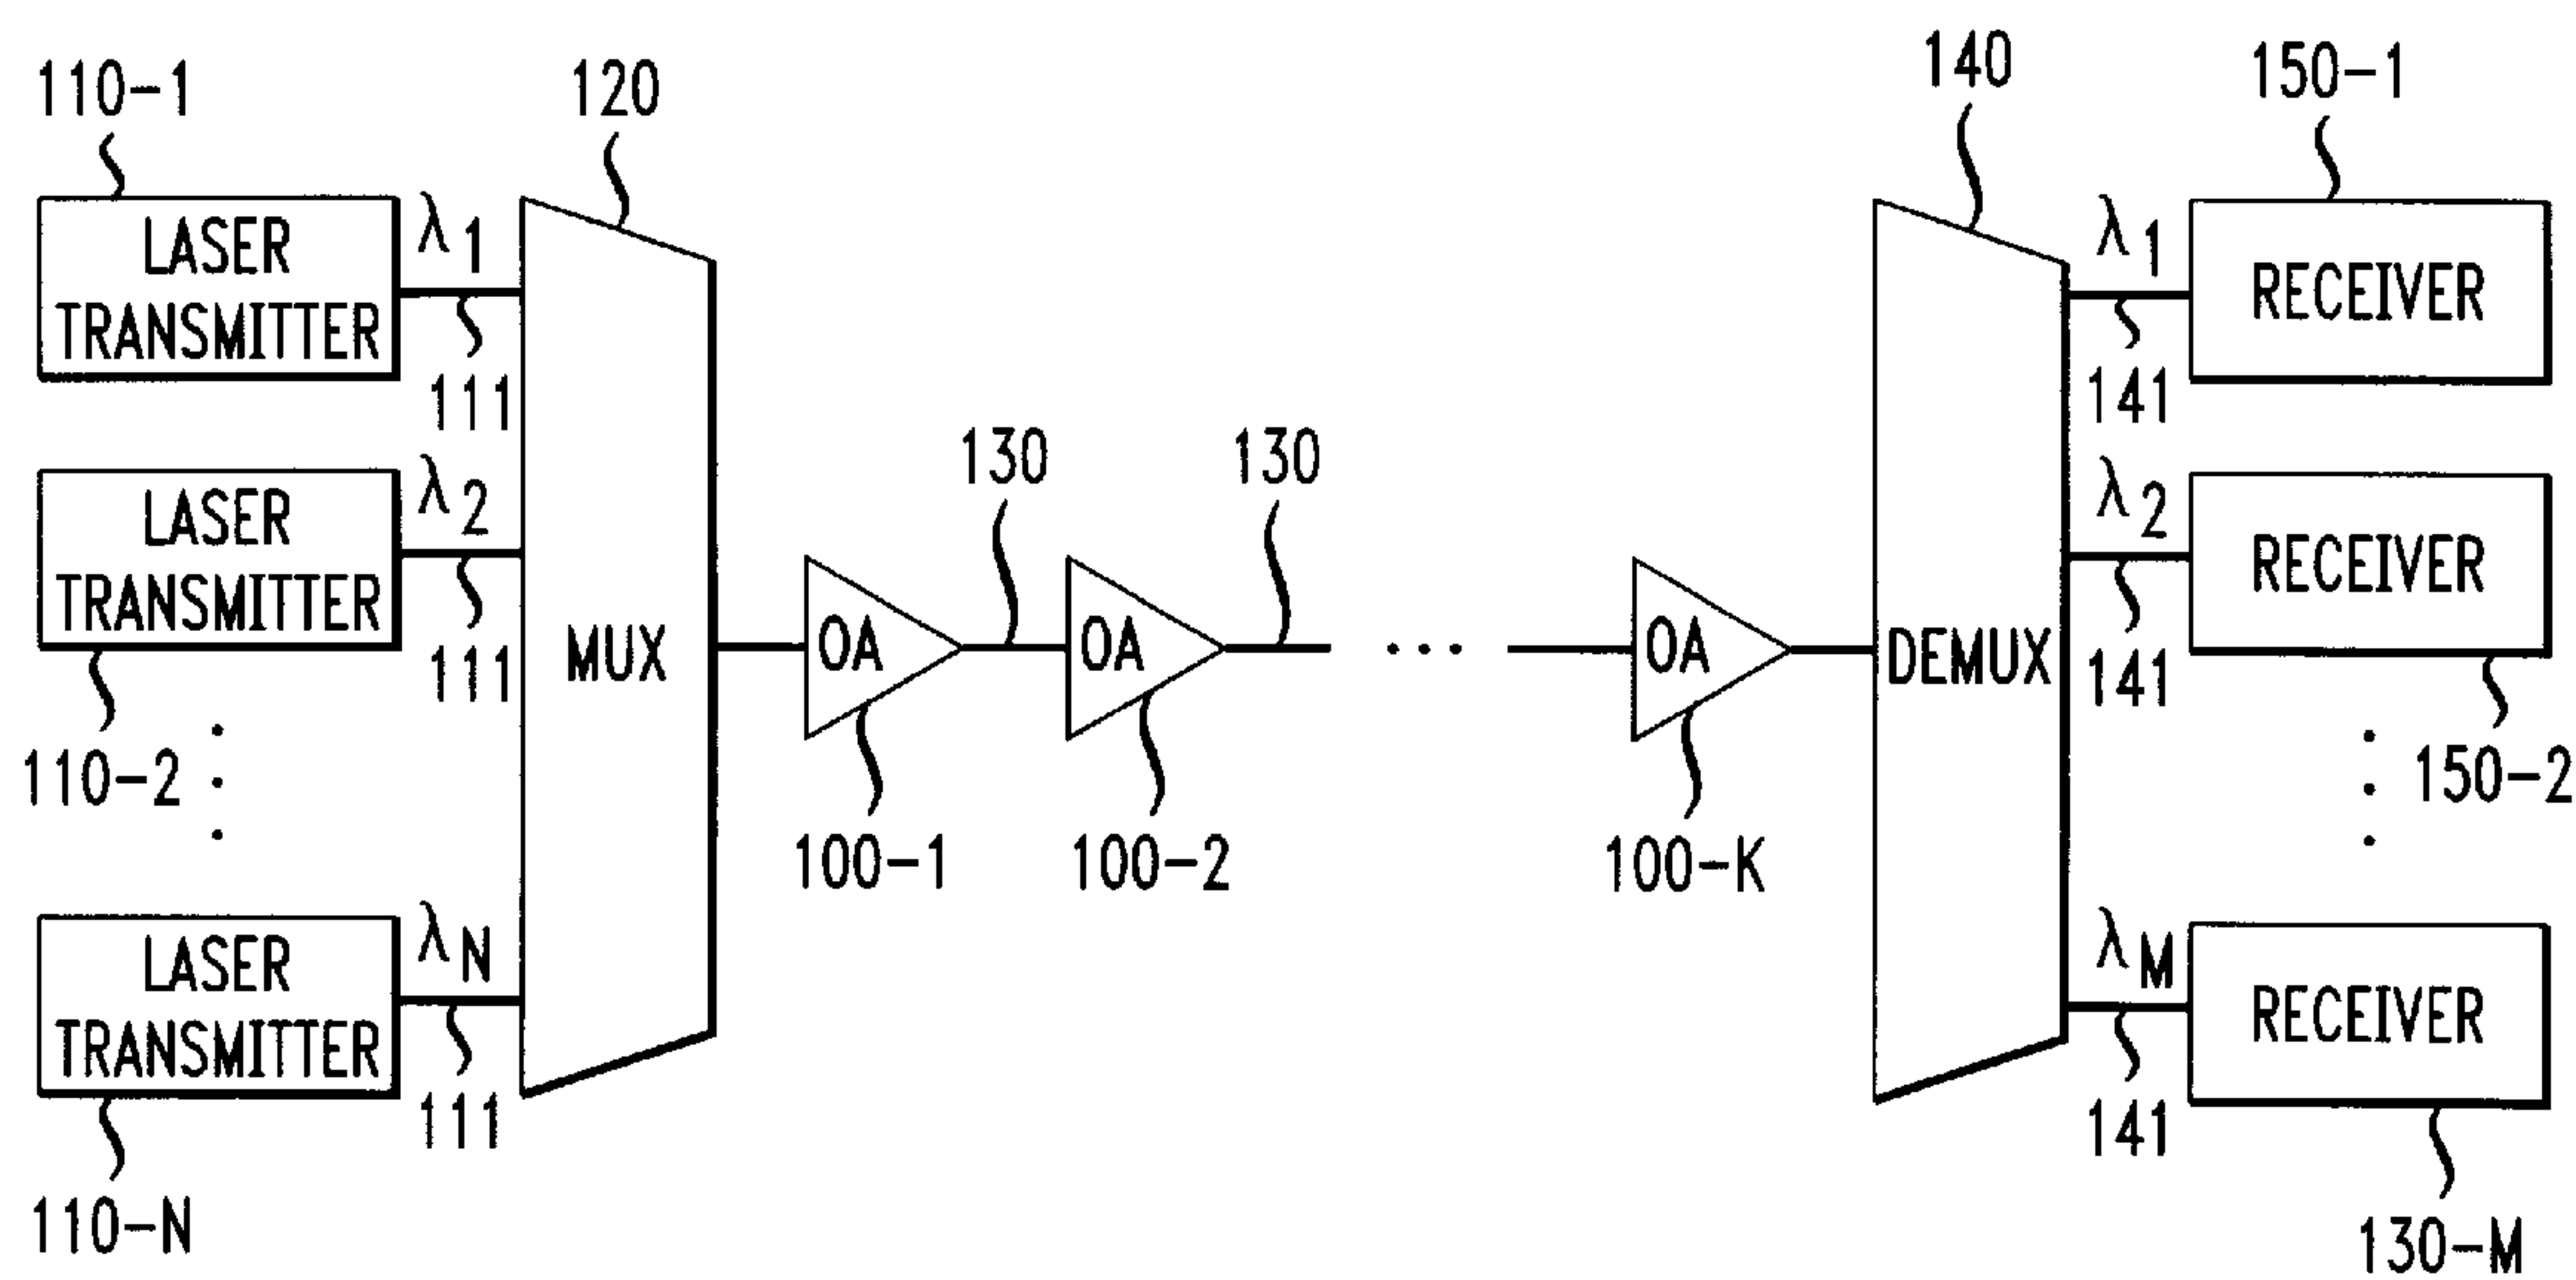 110-1
120
140
150-1
LASER
TRANSMITTER
λ1
111
MUX
DEMUX
λ1
141
RECEIVER
LASER
TRANSMITTER
λ2
111
110-2
130
130
OA
100-1
OA
100-2
...
OA
100-K
λ2
141
RECEIVER
150-2
LASER
TRANSMITTER
λN
111
110-N
λM
141
RECEIVER
130-M